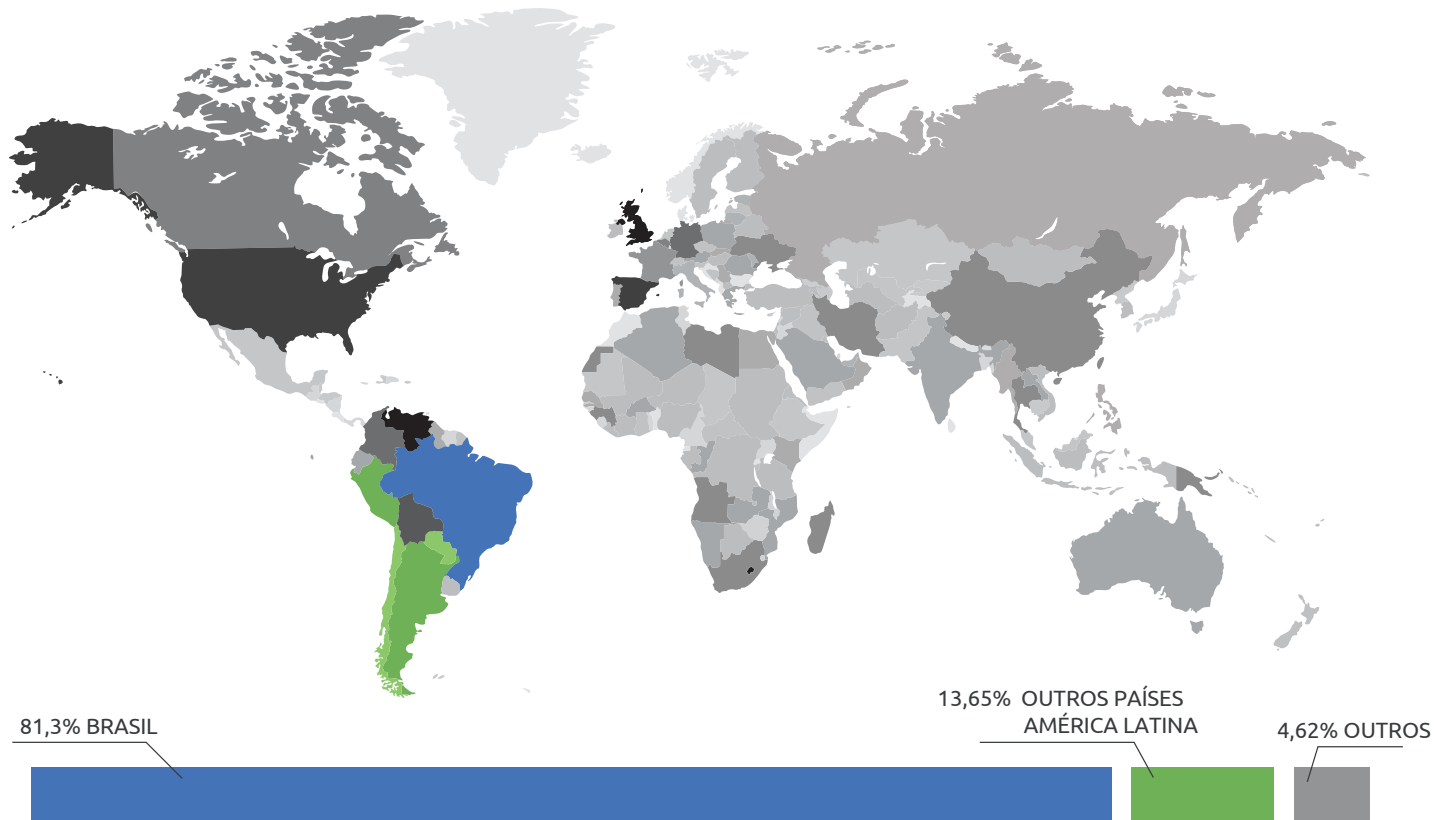 81,3% BRASIL
13,65% OUTROS PAÍSES
AMÉRICA LATINA
4,62% OUTROS